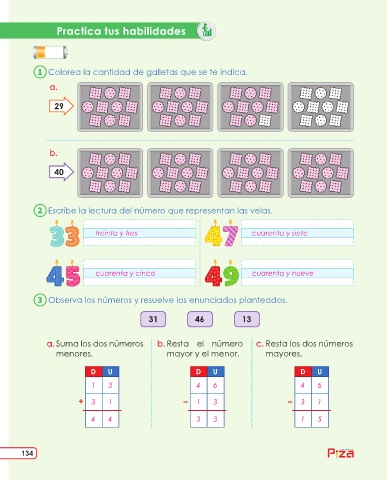 Practica tus habilidades
1 Colorea la cantidad de galletas que se te indica.
a.
29
b.
40
2 Escribe la lectura del número que representan las velas.
33 treinta y tres
47 cuarenta y siete
45 cuarenta y cinco
49 cuarenta y nueve
3 Observa los números y resuelve los enunciados planteados.
31 46 13
a. Suma los dos números
menores.
D U
1 3
+ 3 1
4 4
b. Resta el número
mayor y el menor.
D U
4 6
- 1 3
3 3
c. Resta los dos números
mayores.
D U
4 6
- 3 1
1 5
134
Piza